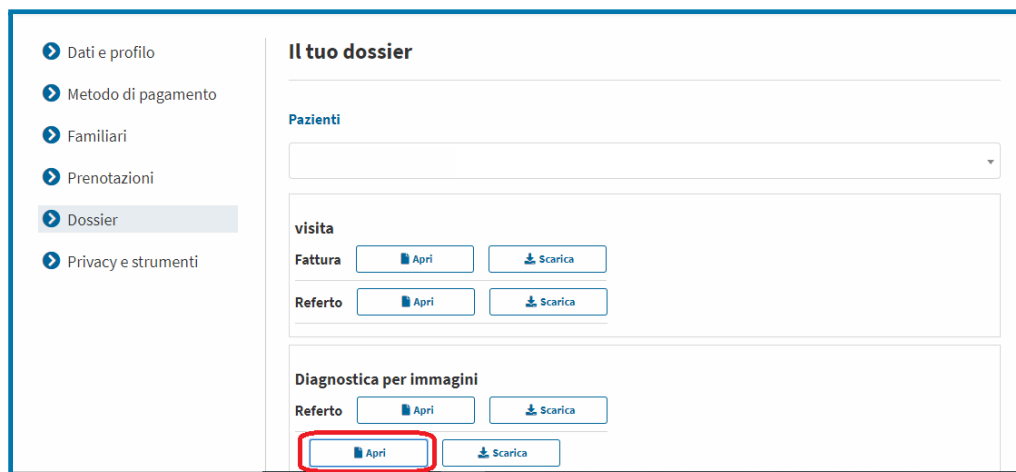 Dati e profilo
Metodo di pagamento
Familiari
Prenotazioni
Dossier
Privacy e strumenti
Il tuo dossier
Pazienti
visita
Fattura Apri Scarica
Referto Apri Scarica
Diagnostica per immagini
Referto Apri Scarica
Apri Scarica